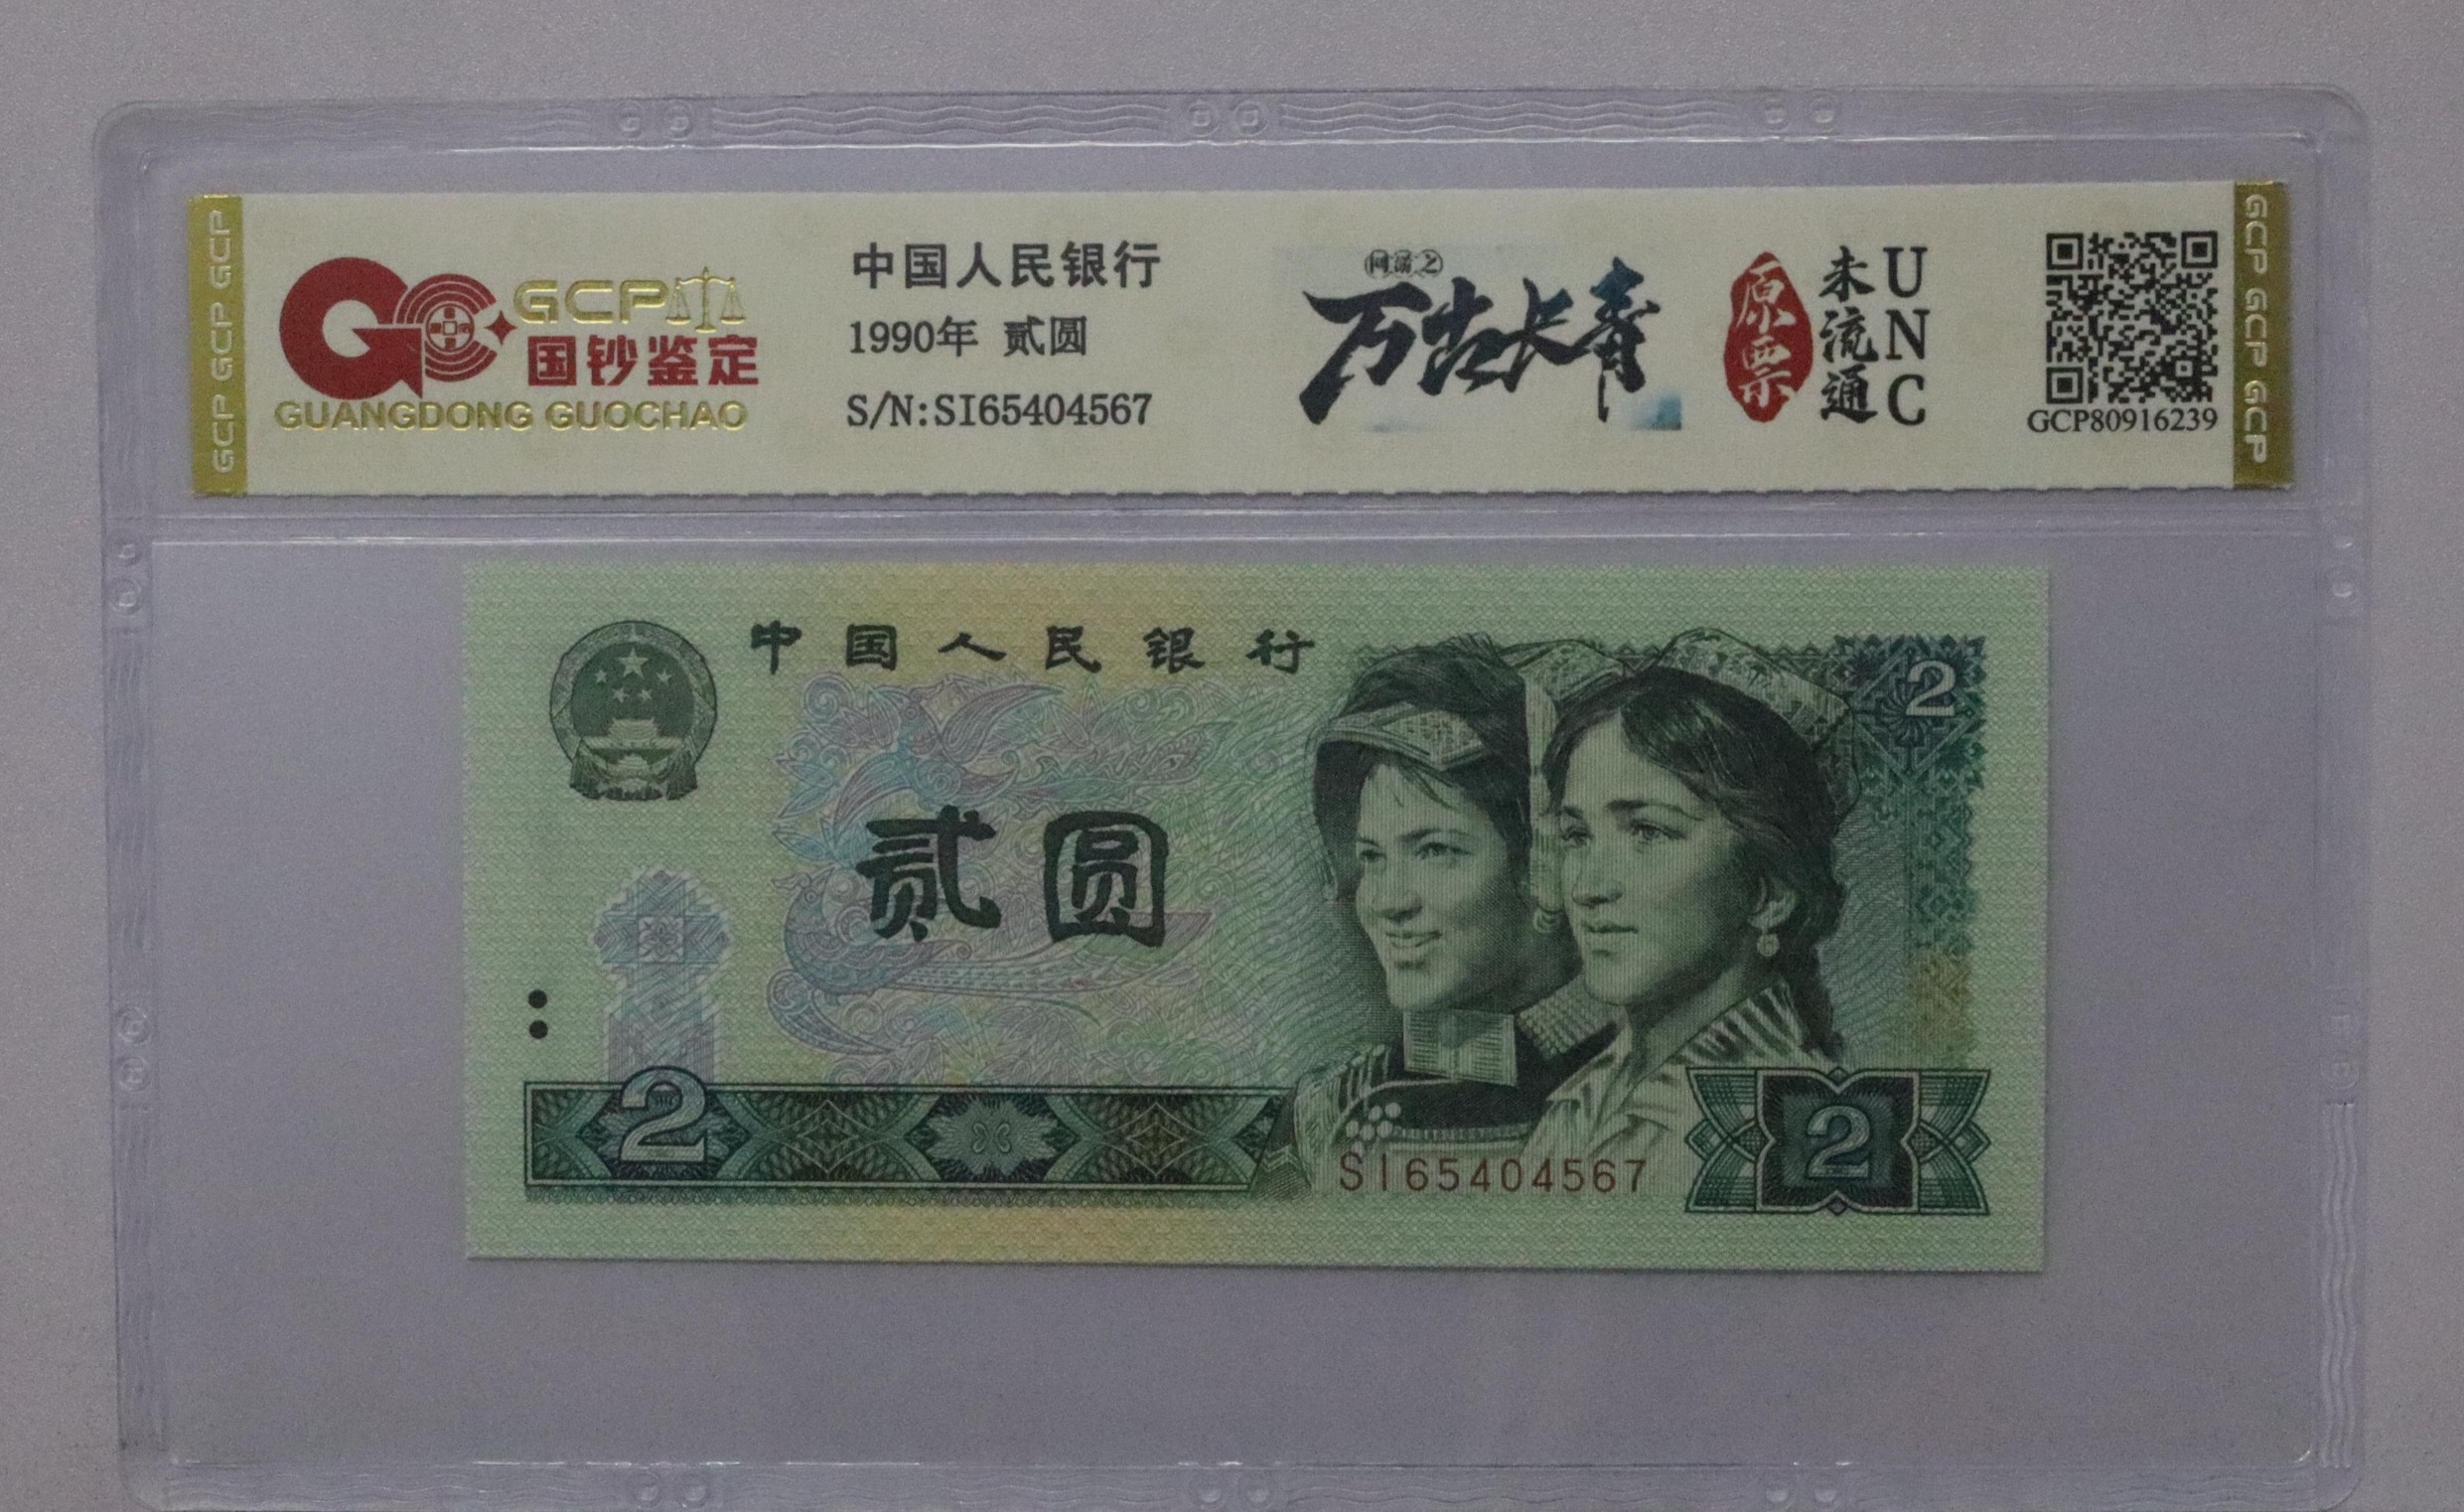 GCP GCP GCP
GCP
国钞鉴定
GUANGDONG GUOCHAO
中国人民银行
1990年 贰圆
S/N:SI65404567
万古长青
原票
未流通
UNC
GCP80916239
GCP GCP GCP
中国人民银行
2
贰圆
2
SI65404567
2